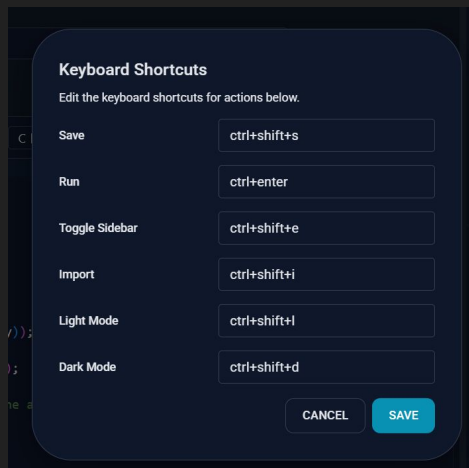 Keyboard Shortcuts
Edit the keyboard shortcuts for actions below.
Save ctrl+shift+s
Run ctrl+enter
Toggle Sidebar ctrl+shift+e
Import ctrl+shift+i
Light Mode ctrl+shift+l
Dark Mode ctrl+shift+d
CANCEL SAVE